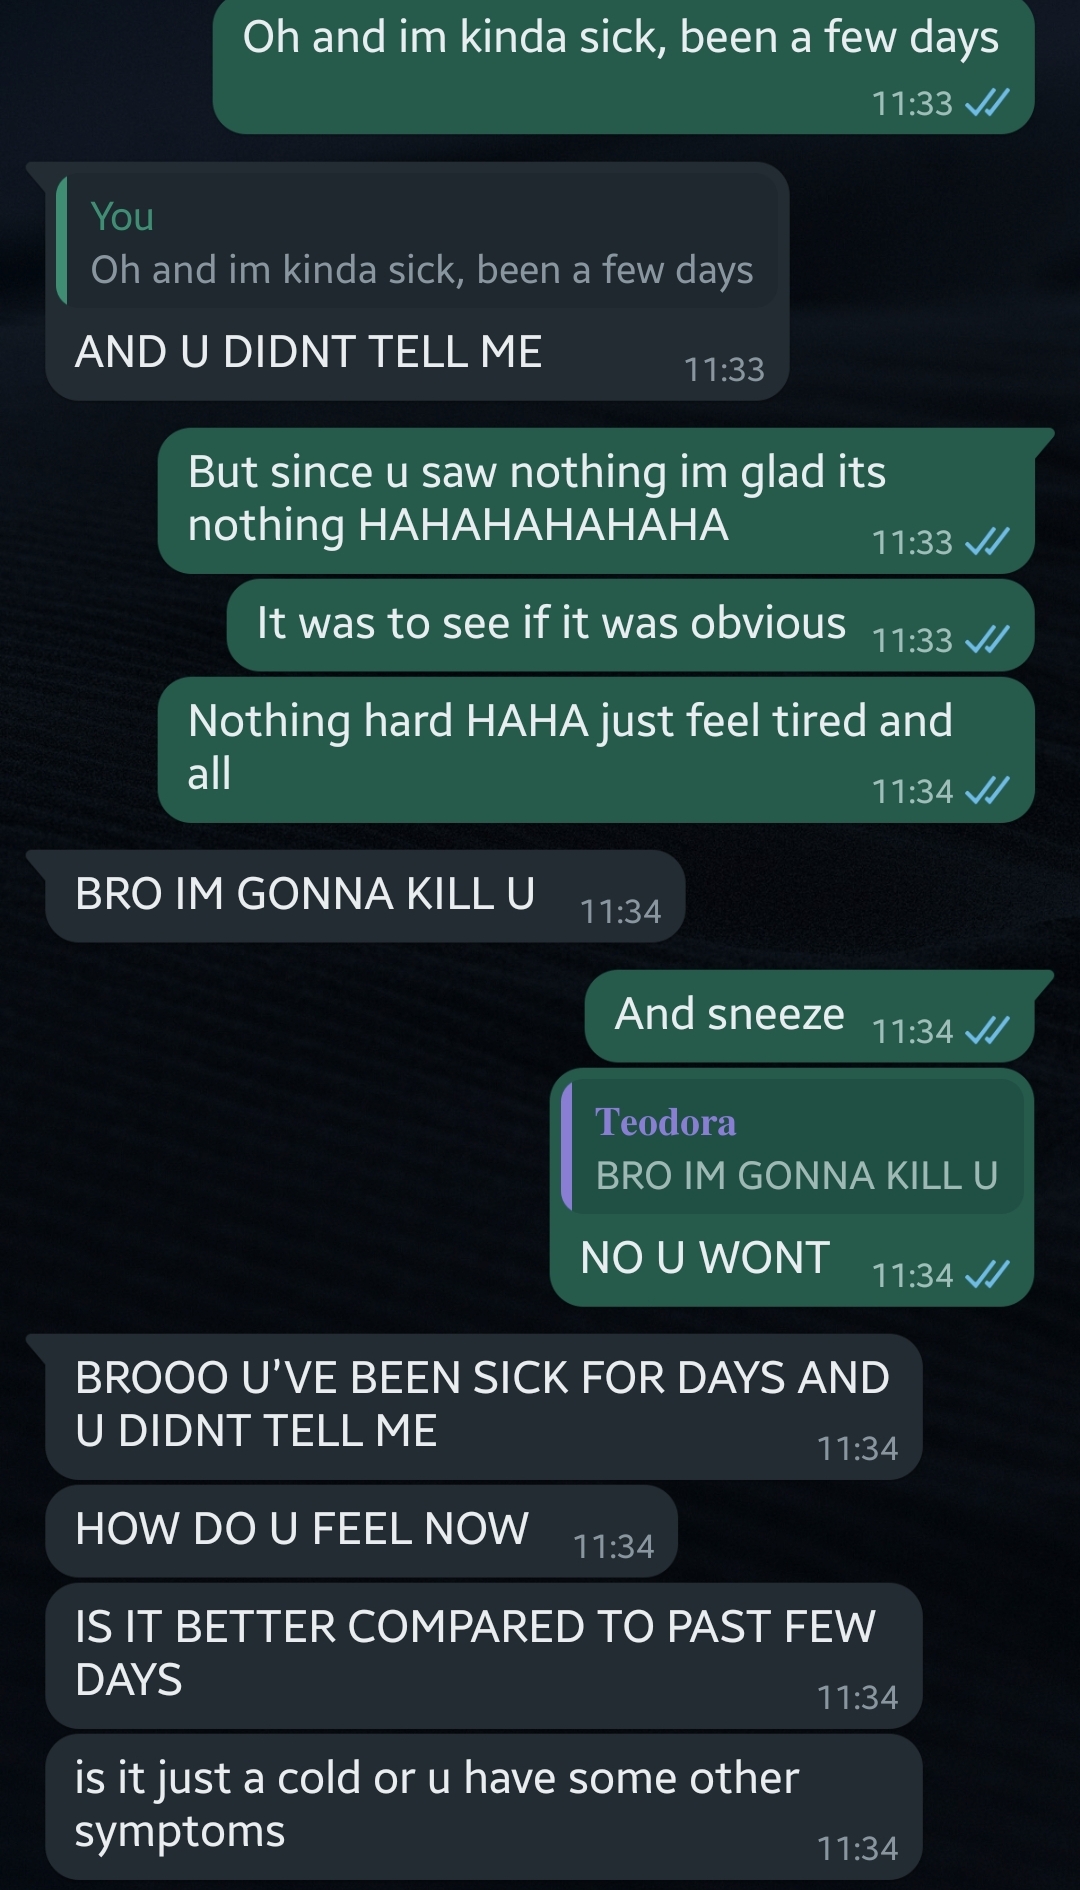 Oh and im kinda sick, been a few days
11:33
You
Oh and im kinda sick, been a few days
AND U DIDNT TELL ME
11:33
But since u saw nothing im glad its
nothing HAHAHAHAHAHA
11:33
It was to see if it was obvious
11:33
Nothing hard HAHA just feel tired and
all
11:34
BRO IM GONNA KILL U
11:34
And sneeze
11:34
Teodora
BRO IM GONNA KILL U
NO U WONT
11:34
BROOO U'VE BEEN SICK FOR DAYS AND
U DIDNT TELL ME
11:34
HOW DO U FEEL NOW
11:34
IS IT BETTER COMPARED TO PAST FEW
DAYS
11:34
is it just a cold or u have some other
symptoms
11:34